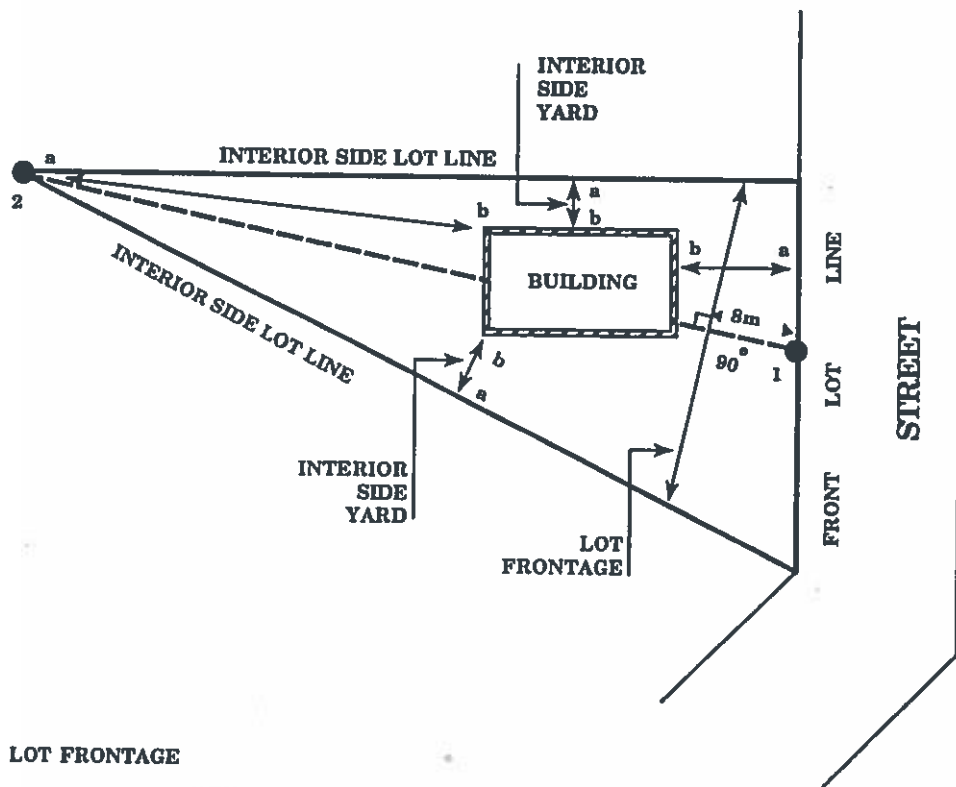 INTERIOR
SIDE
YARD
INTERIOR SIDE LOT LINE
a
2
a
b
b
b
a
BUILDING
LINE
INTERIOR SIDE LOT LINE
8m
90°
1
b
a
LOT
STREET
INTERIOR
SIDE
YARD
LOT
FRONTAGE
FRONT
LOT FRONTAGE